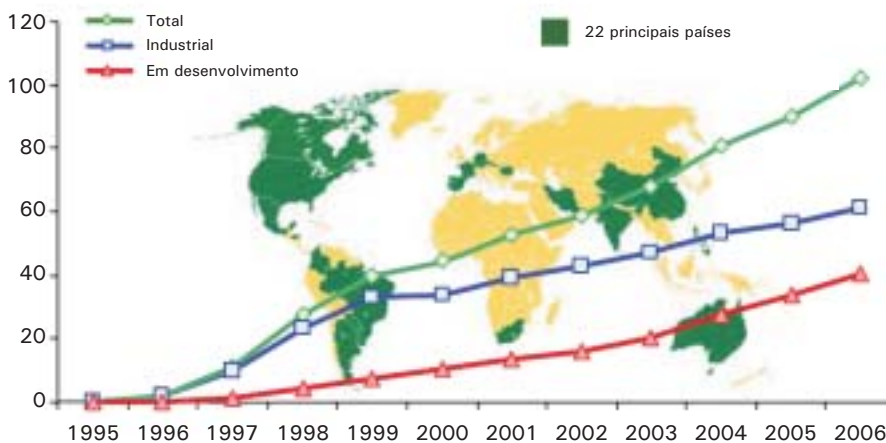 120
100
80
60
40
20
0
Total
Industrial
Em desenvolvimento
22 principais países
1995 1996 1997 1998 1999 2000 2001 2002 2003 2004 2005 2006